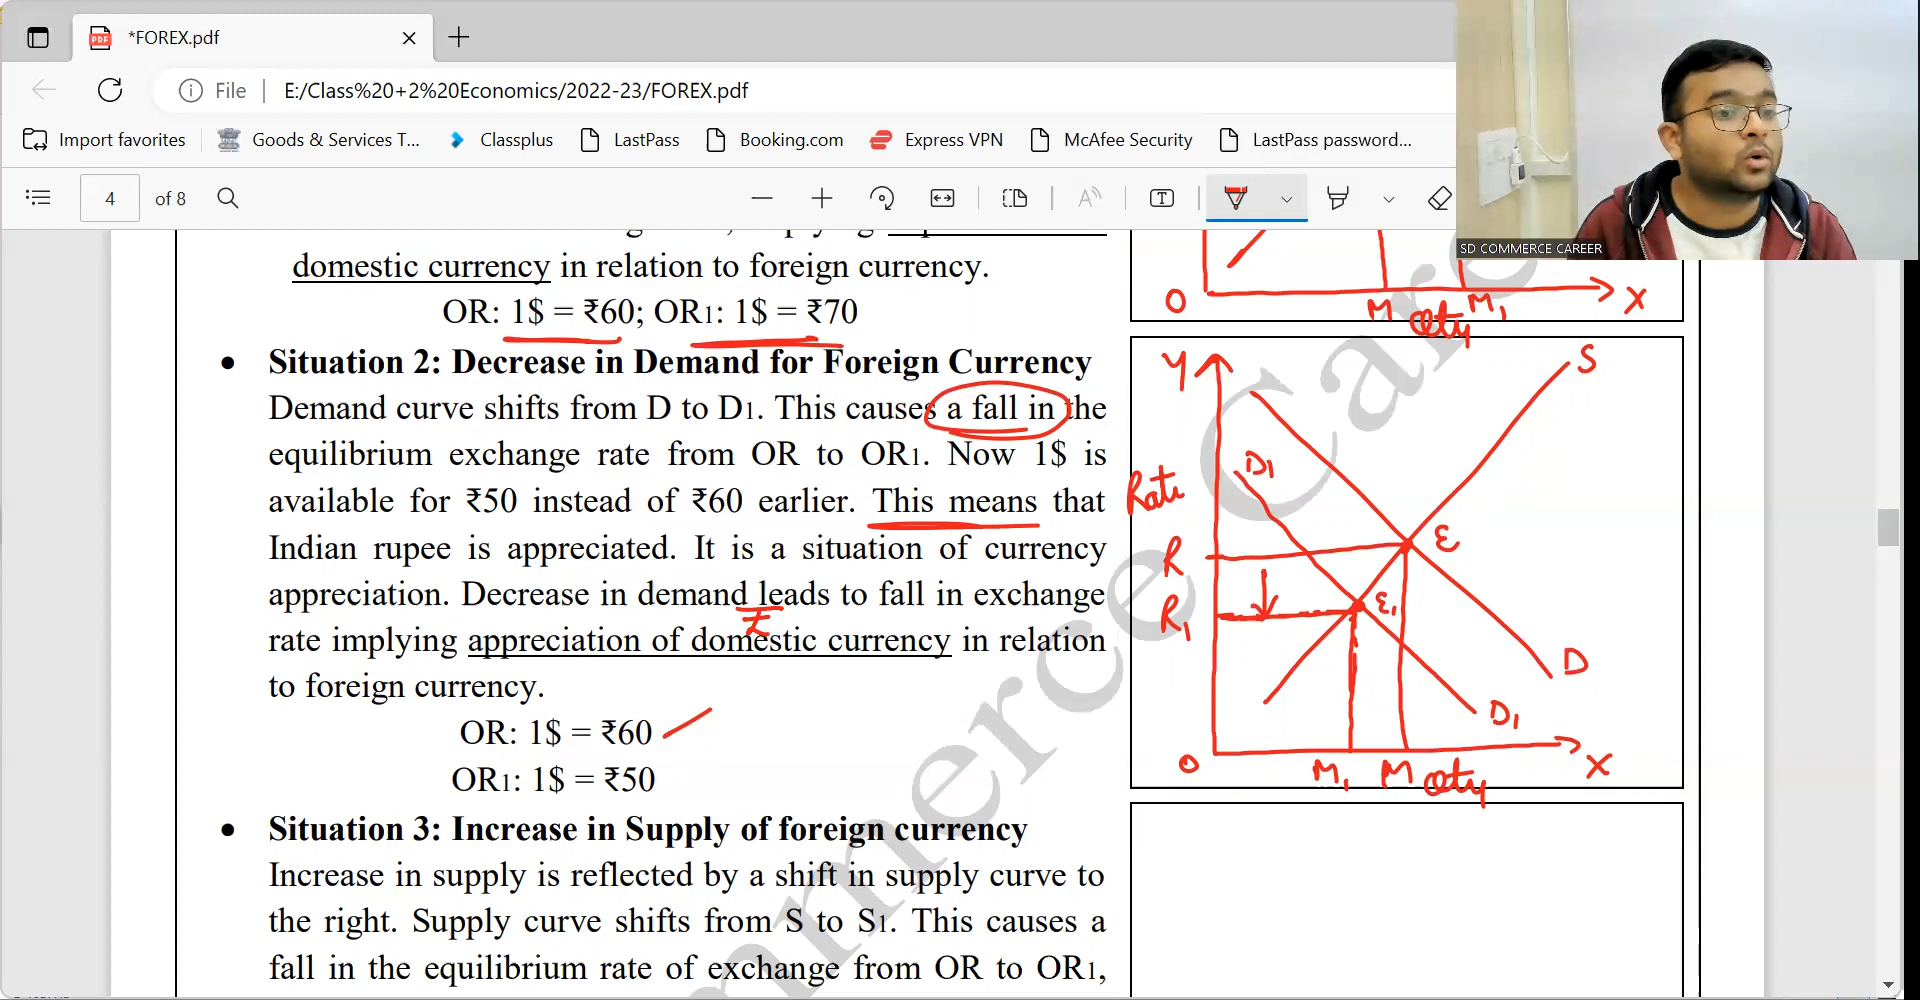 *FOREX.pdf
File
E:/Class%20+2%20Economics/2022-23/FOREX.pdf
Import favorites
Goods & Services T...
Classplus
LastPass
Booking.com
Express VPN
McAfee Security
LastPass password...
4 of 8
SD COMMERCE CAREER
domestic currency in relation to foreign currency.
OR: 1$ = ₹60; OR1: 1$ = ₹70
O M M1 X
Qty
• Situation 2: Decrease in Demand for Foreign Currency
Demand curve shifts from D to D1. This causes a fall in the
equilibrium exchange rate from OR to OR1. Now 1$ is
available for ₹50 instead of ₹60 earlier. This means that
Indian rupee is appreciated. It is a situation of currency
appreciation. Decrease in demand leads to fall in exchange
₹
rate implying appreciation of domestic currency in relation
to foreign currency.
OR: 1$ = ₹60
OR1: 1$ = ₹50
Y S
D1
Rate
R E
R1 E1
D
D1
O M1 M Qty X
• Situation 3: Increase in Supply of foreign currency
Increase in supply is reflected by a shift in supply curve to
the right. Supply curve shifts from S to S1. This causes a
fall in the equilibrium rate of exchange from OR to OR1,
mmerce Care